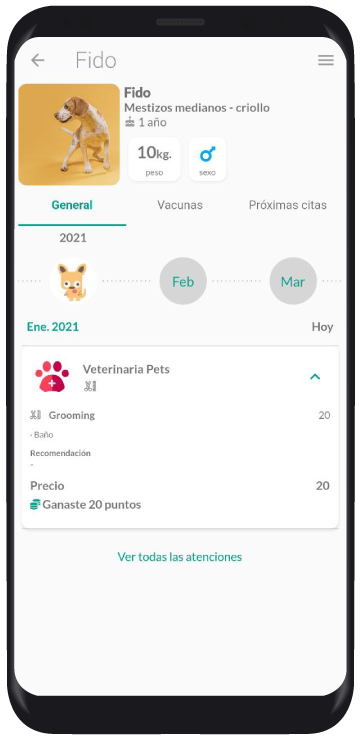 Fido
Fido
Mestizos medianos - criollo
1 año
10kg.
peso
sexo
General
Vacunas
Próximas citas
2021
Feb
Mar
Ene. 2021
Hoy
Veterinaria Pets
Grooming
20
- Baño
Recomendación
-
Precio
20
Ganaste 20 puntos
Ver todas las atenciones